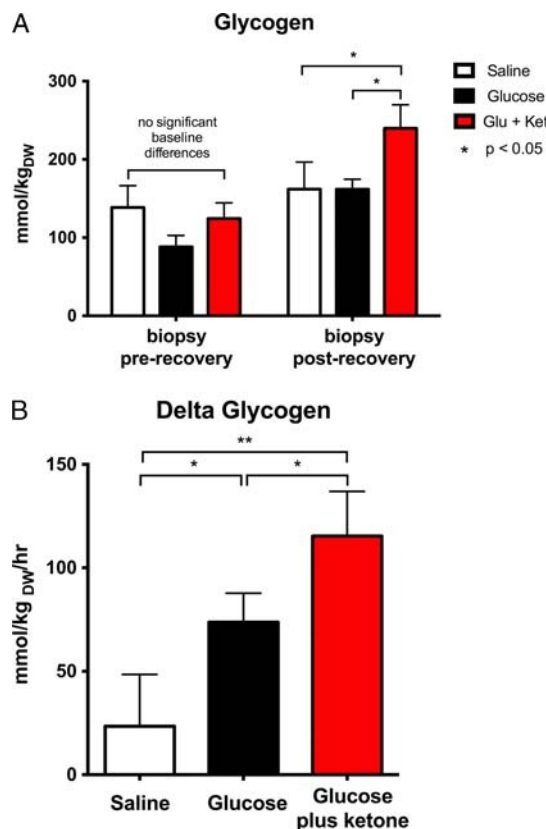 A
Glycogen
300
200
100
0
mmol/kgDW
no significant
baseline
differences
*
*
Saline
Glucose
Glu + Ket
* p < 0.05
biopsy
pre-recovery
biopsy
post-recovery
B
Delta Glycogen
150
100
50
0
mmol/kg DW/hr
**
*
*
Saline
Glucose
Glucose
plus ketone